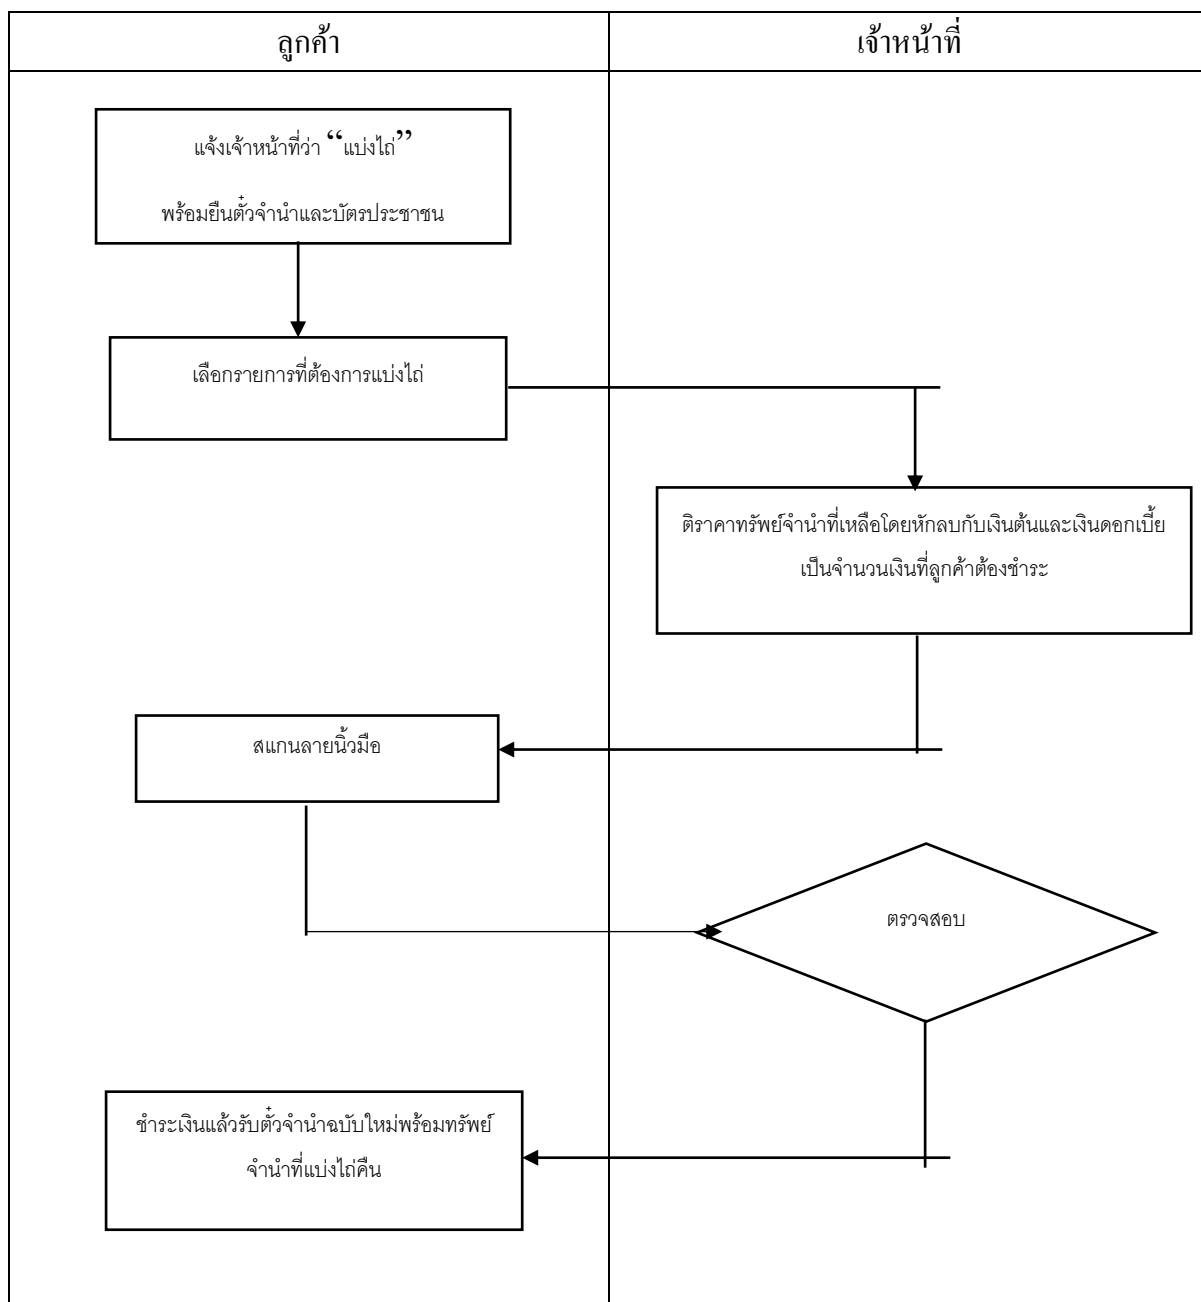 ลูกค้า
เจ้าหน้าที่
แจ้งเจ้าหน้าที่ว่า “แบ่งไถ่”
พร้อมยืนตั๋วจำนำและบัตรประชาชน
เลือกรายการที่ต้องการแบ่งไถ่
ติราคาทรัพย์จำนำที่เหลือโดยหักลบกับเงินต้นและเงินดอกเบี้ย
เป็นจำนวนเงินที่ลูกค้าต้องชำระ
สแกนลายนิ้วมือ
ตรวจสอบ
ชำระเงินแล้วรับตั๋วจำนำฉบับใหม่พร้อมทรัพย์
จำนำที่แบ่งไถ่คืน